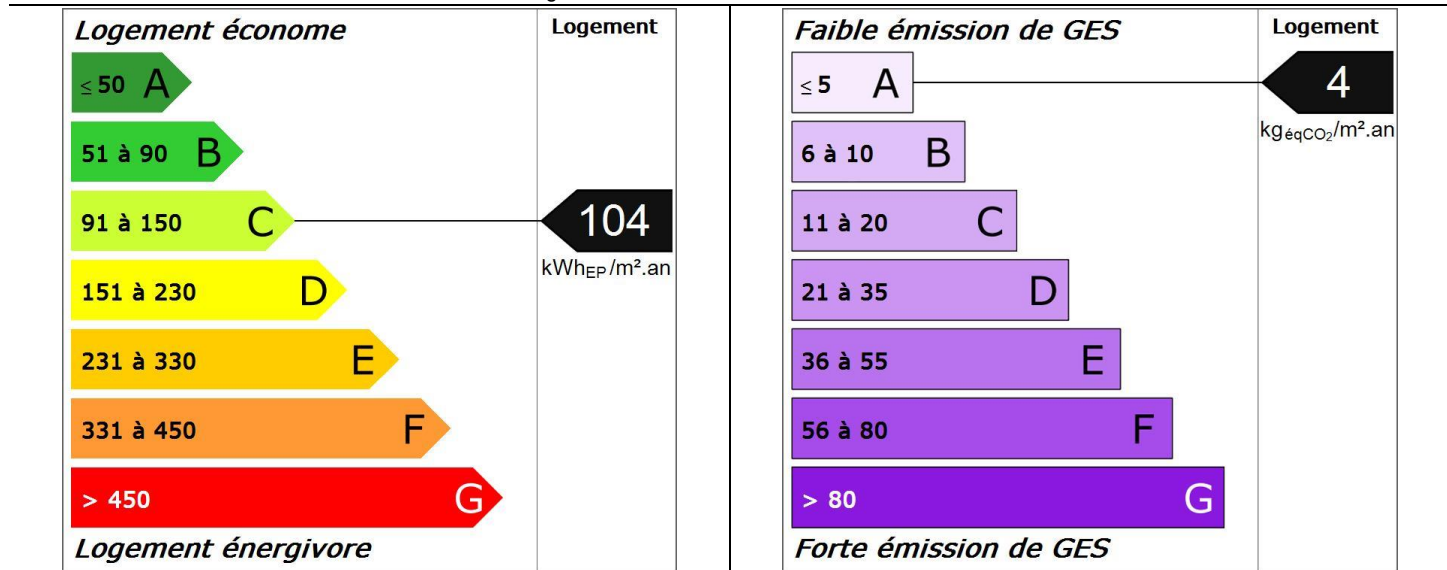 Logement économe
Logement
≤ 50 A
51 à 90 B
91 à 150 C
104
kWhEP/m².an
151 à 230 D
231 à 330 E
331 à 450 F
> 450 G
Logement énergivore
Faible émission de GES
Logement
≤ 5 A
4
kgéqCO2/m².an
6 à 10 B
11 à 20 C
21 à 35 D
36 à 55 E
56 à 80 F
> 80 G
Forte émission de GES